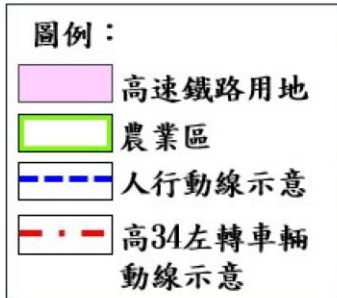 圖例：
高速鐵路用地
農業區
人行動線示意
高34左轉車輛
動線示意